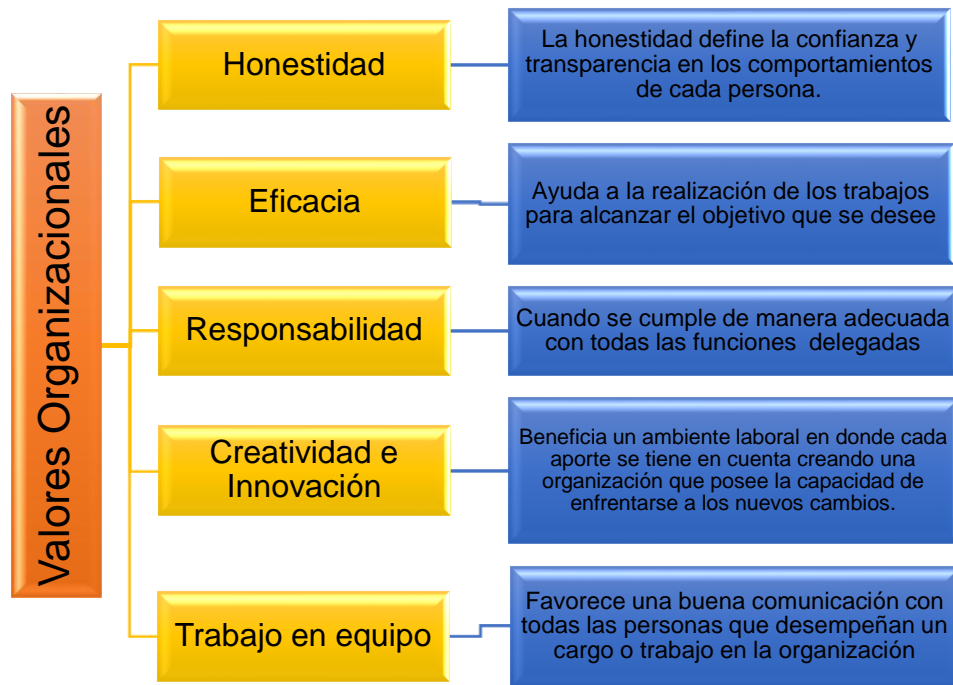 Valores Organizacionales
Honestidad
La honestidad define la confianza y
transparencia en los comportamientos
de cada persona.
Eficacia
Ayuda a la realización de los trabajos
para alcanzar el objetivo que se desee
Responsabilidad
Cuando se cumple de manera adecuada
con todas las funciones  delegadas
Creatividad e
Innovación
Beneficia un ambiente laboral en donde cada
aporte se tiene en cuenta creando una
organización que posee la capacidad de
enfrentarse a los nuevos cambios.
Trabajo en equipo
Favorece una buena comunicación con
todas las personas que desempeñan un
cargo o trabajo en la organización